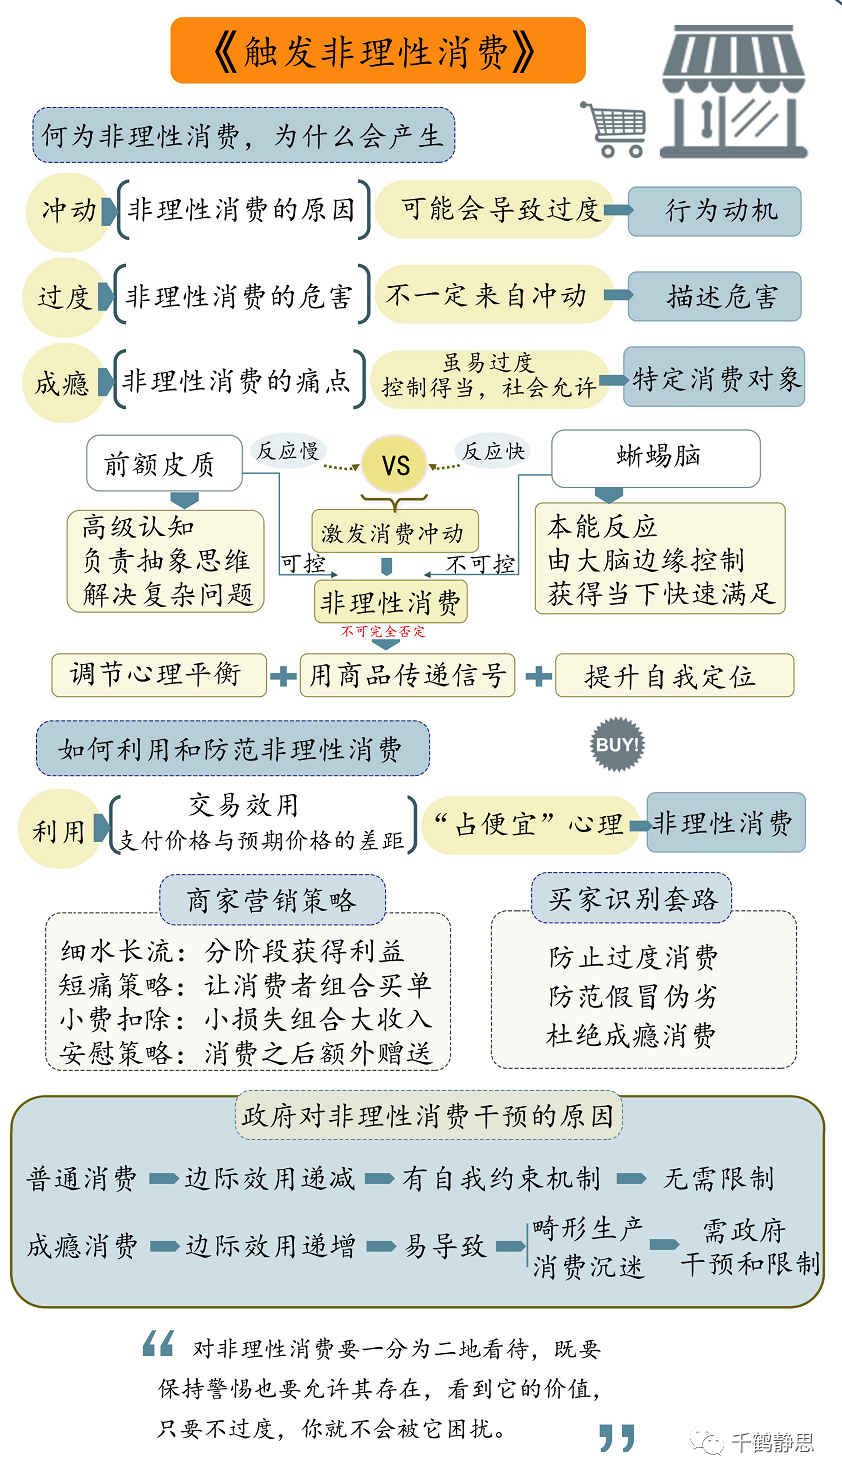 《触发非理性消费》
何为非理性消费，为什么会产生
冲动 非理性消费的原因 可能会导致过度 行为动机
过度 非理性消费的危害 不一定来自冲动 描述危害
成瘾 非理性消费的痛点 虽易过度
控制得当，社会允许 特定消费对象
前额皮质 反应慢 VS 反应快 蜥蜴脑
高级认知
负责抽象思维
解决复杂问题
激发消费冲动
本能反应
由大脑边缘控制
获得当下快速满足
可控 不可控
非理性消费
不可完全否定
调节心理平衡 用商品传递信号 提升自我定位
如何利用和防范非理性消费
BUY!
利用 交易效用
支付价格与预期价格的差距 “占便宜”心理 非理性消费
商家营销策略
细水长流：分阶段获得利益
短痛策略：让消费者组合买单
小费扣除：小损失组合大收入
安慰策略：消费之后额外赠送
买家识别套路
防止过度消费
防范假冒伪劣
杜绝成瘾消费
政府对非理性消费干预的原因
普通消费 边际效用递减 有自我约束机制 无需限制
成瘾消费 边际效用递增 易导致 畸形生产
消费沉迷 需政府
干预和限制
“ 对非理性消费要一分为二地看待，既要
保持警惕也要允许其存在，看到它的价值，
只要不过度，你就不会被它困扰。 ”
千鹤静思